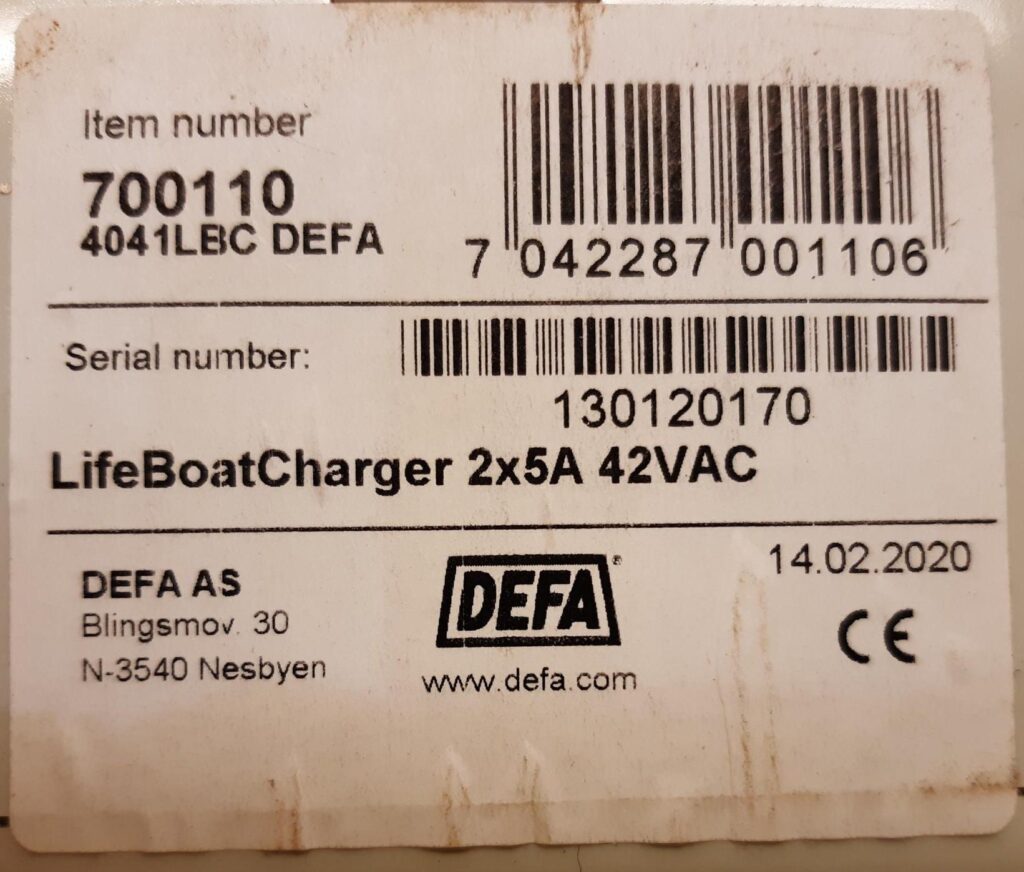 Item number
700110
4041LBC DEFA
7 042287 001106
Serial number:
130120170
LifeBoatCharger 2x5A 42VAC
14.02.2020
DEFA AS
Blingsmov. 30
N-3540 Nesbyen
DEFA®
www.defa.com
CE